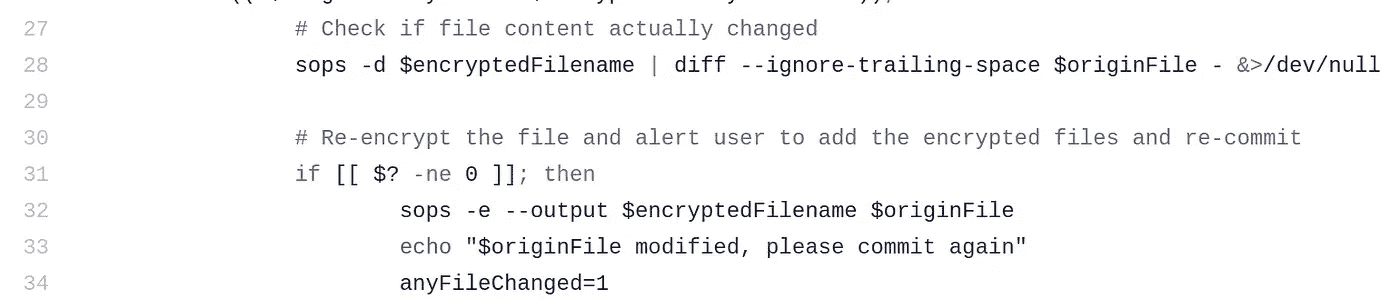 27 # Check if file content actually changed
28 sops -d $encryptedFilename | diff --ignore-trailing-space $originFile - &>/dev/null
29
30 # Re-encrypt the file and alert user to add the encrypted files and re-commit
31 if [[ $? -ne 0 ]]; then
32 sops -e --output $encryptedFilename $originFile
33 echo "$originFile modified, please commit again"
34 anyFileChanged=1